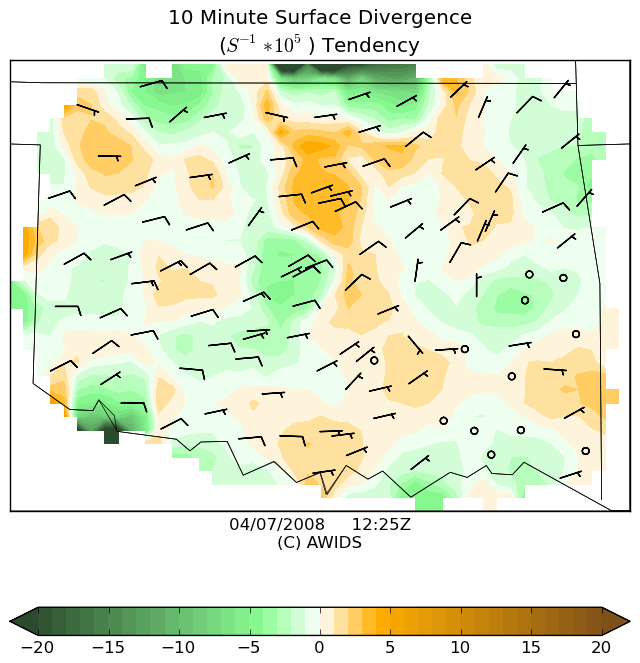 10 Minute Surface Divergence
(S⁻¹ * 10⁵ ) Tendency
04/07/2008 12:25Z
(C) AWIDS
−20 −15 −10 −5 0 5 10 15 20